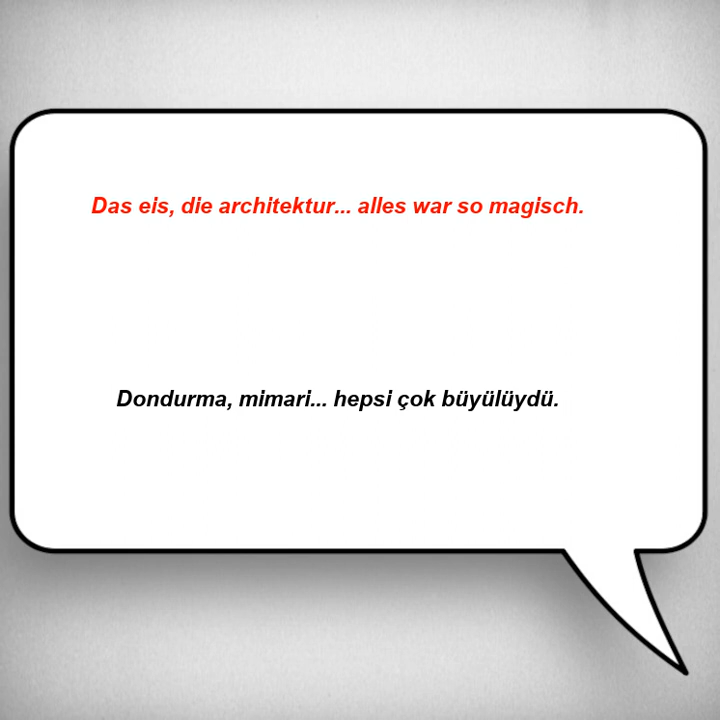 Das eis, die architektur... alles war so magisch.
Dondurma, mimari... hepsi çok büyülüydü.